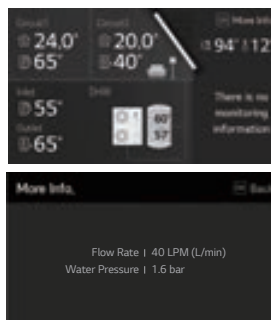 Circuit1
Circuit2
More Info.
24.0°
20.0°
65°
40°
94°
12°
Inlet
DHW
55°
Outlet
65°
60°
57°
There is no
monitoring
information
More Info.
Back
Flow Rate | 40 LPM (L/min)
Water Pressure | 1.6 bar